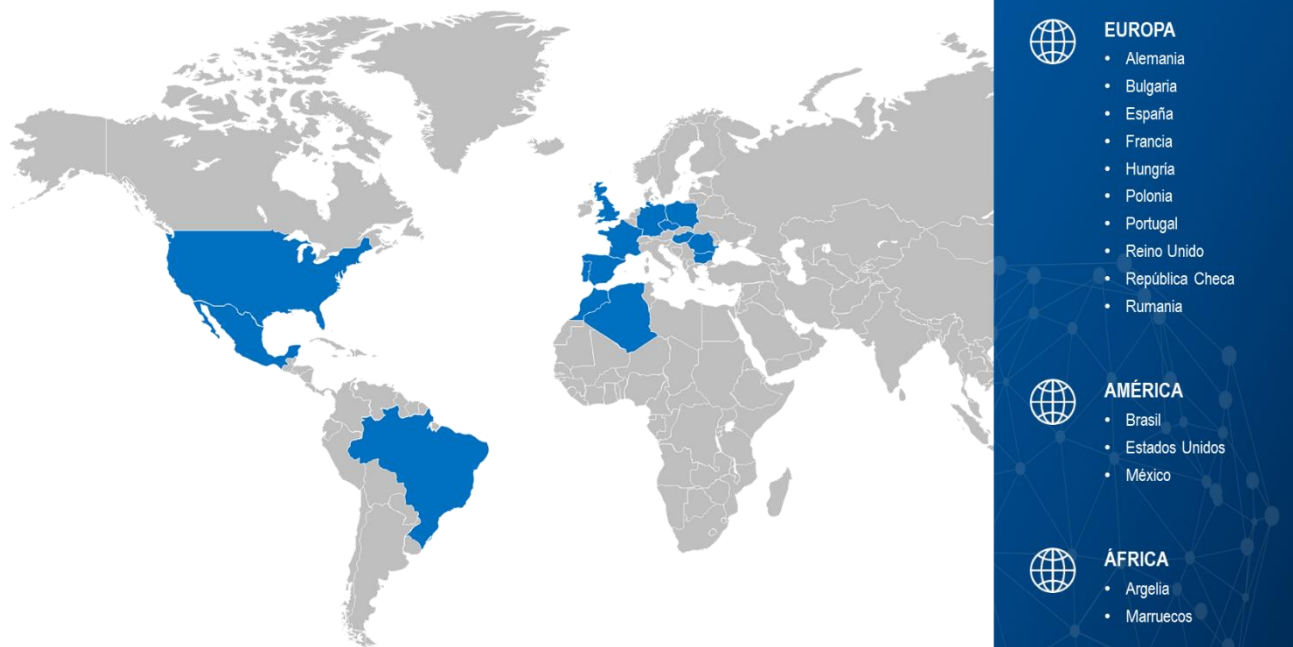 EUROPA
• Alemania
• Bulgaria
• España
• Francia
• Hungría
• Polonia
• Portugal
• Reino Unido
• República Checa
• Rumania
AMÉRICA
• Brasil
• Estados Unidos
• México
ÁFRICA
• Argelia
• Marruecos